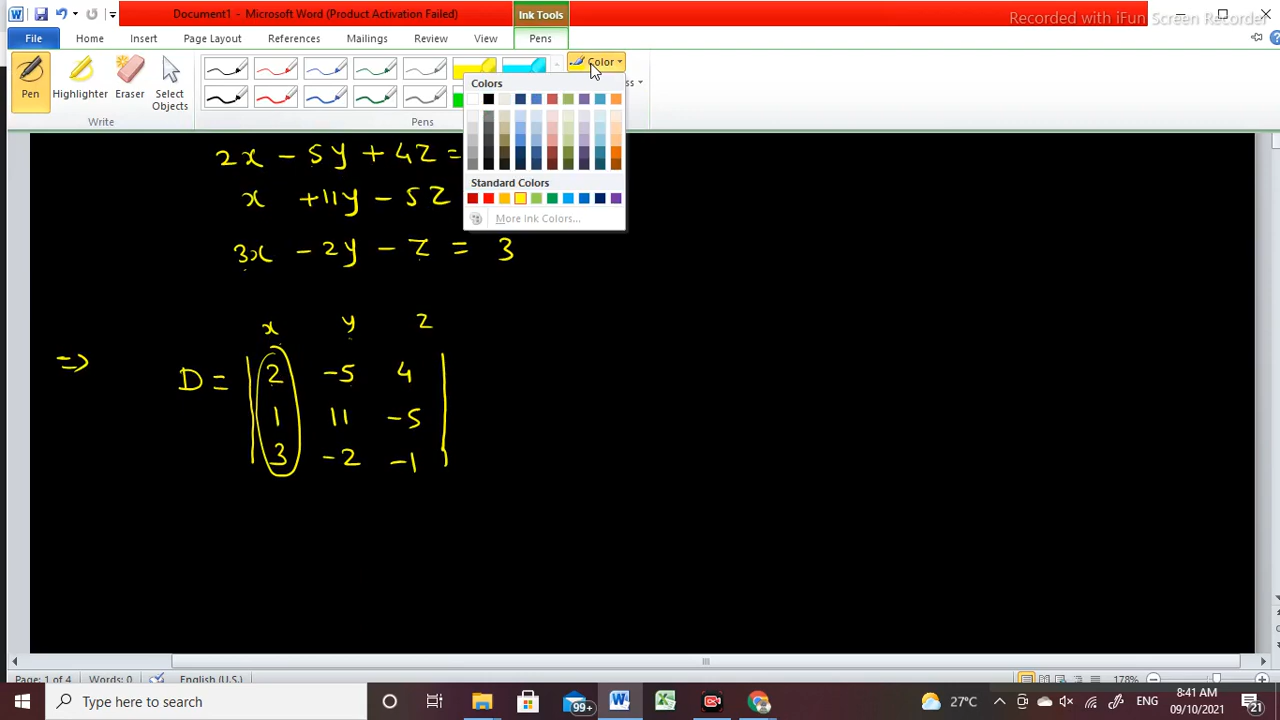 Document1 - Microsoft Word (Product Activation Failed)
Ink Tools
Recorded with iFun Screen Recorder
File Home Insert Page Layout References Mailings Review View Pens
Pen Highlighter Eraser Select Objects
Color
Write
Pens
Colors
Standard Colors
More Ink Colors...
2x - 5y + 4z =
x + 11y - 5z
3x - 2y - z = 3
x y z
=> D = | 2 -5 4 |
1 11 -5
3 -2 -1
Page: 1 of 4 Words: 0 English (U.S.) 178%
Type here to search
99+
27°C
ENG
8:41 AM
09/10/2021
21